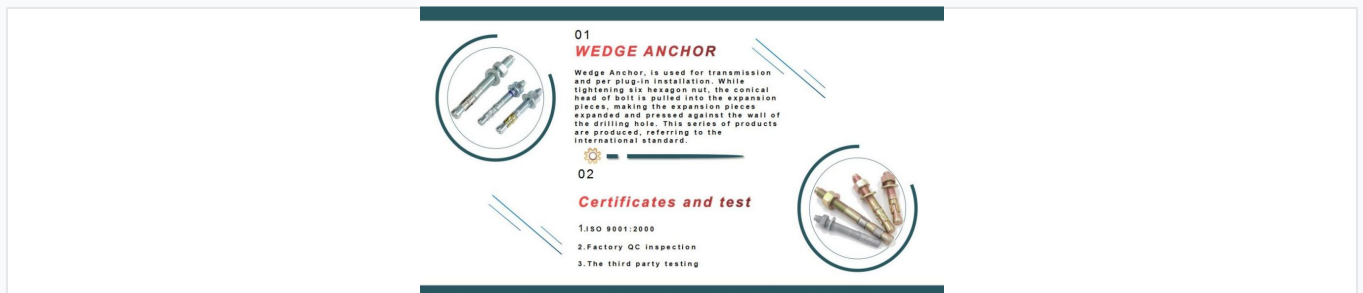 01
WEDGE ANCHOR
Wedge Anchor, is used for transmission
and per plug-in installation. While
tightening six hexagon nut, the conical
head of bolt is pulled into the expansion
pieces, making the expansion pieces
expanded and pressed against the wall of
the drilling hole. This series of products
are produced, referring to the
international standard.
02
Certificates and test
1.ISO 9001:2000
2.Factory QC inspection
3.The third party testing